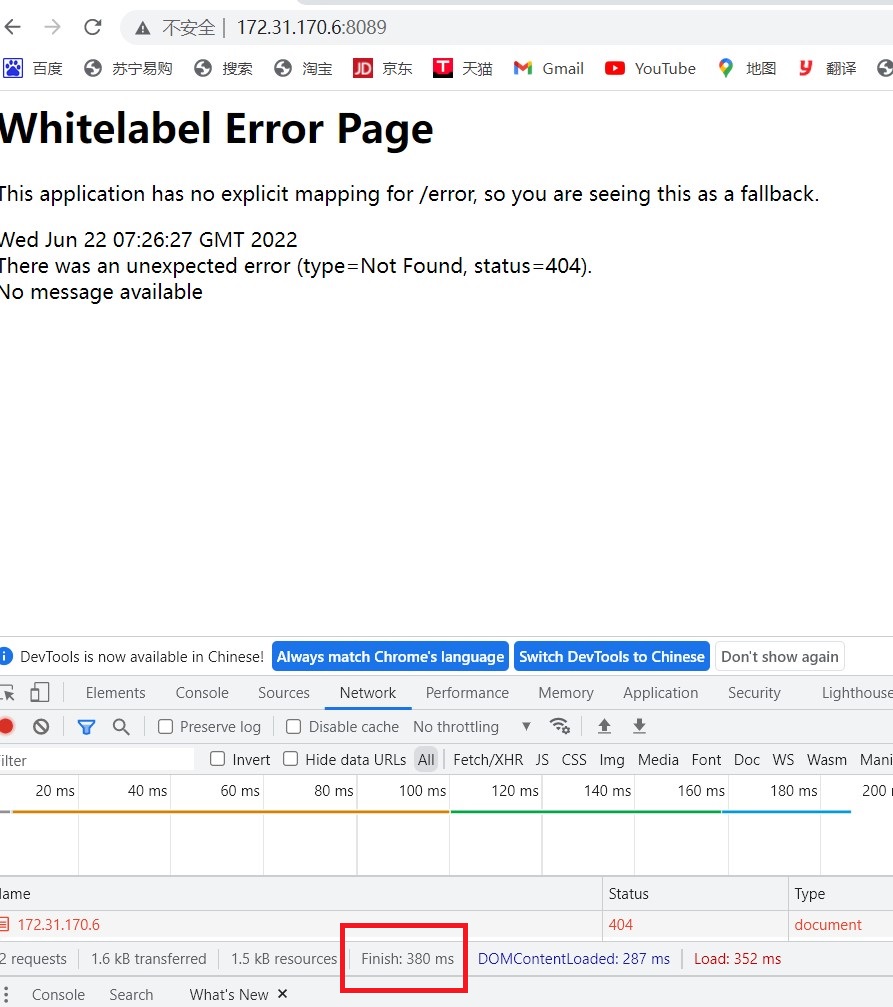 不安全 172.31.170.6:8089
百度 苏宁易购 搜索 淘宝 JD 京东 T 天猫 Gmail YouTube 地图 y 翻译
Whitelabel Error Page
This application has no explicit mapping for /error, so you are seeing this as a fallback.
Wed Jun 22 07:26:27 GMT 2022
There was an unexpected error (type=Not Found, status=404).
No message available
DevTools is now available in Chinese! Always match Chrome's language Switch DevTools to Chinese Don't show again
Elements Console Sources Network Performance Memory Application Security Lighthouse
Preserve log Disable cache No throttling
ilter Invert Hide data URLs All Fetch/XHR JS CSS Img Media Font Doc WS Wasm Mani
20 ms 40 ms 60 ms 80 ms 100 ms 120 ms 140 ms 160 ms 180 ms 200
Name Status Type
172.31.170.6 404 document
2 requests 1.6 kB transferred 1.5 kB resources Finish: 380 ms DOMContentLoaded: 287 ms Load: 352 ms
Console Search What's New